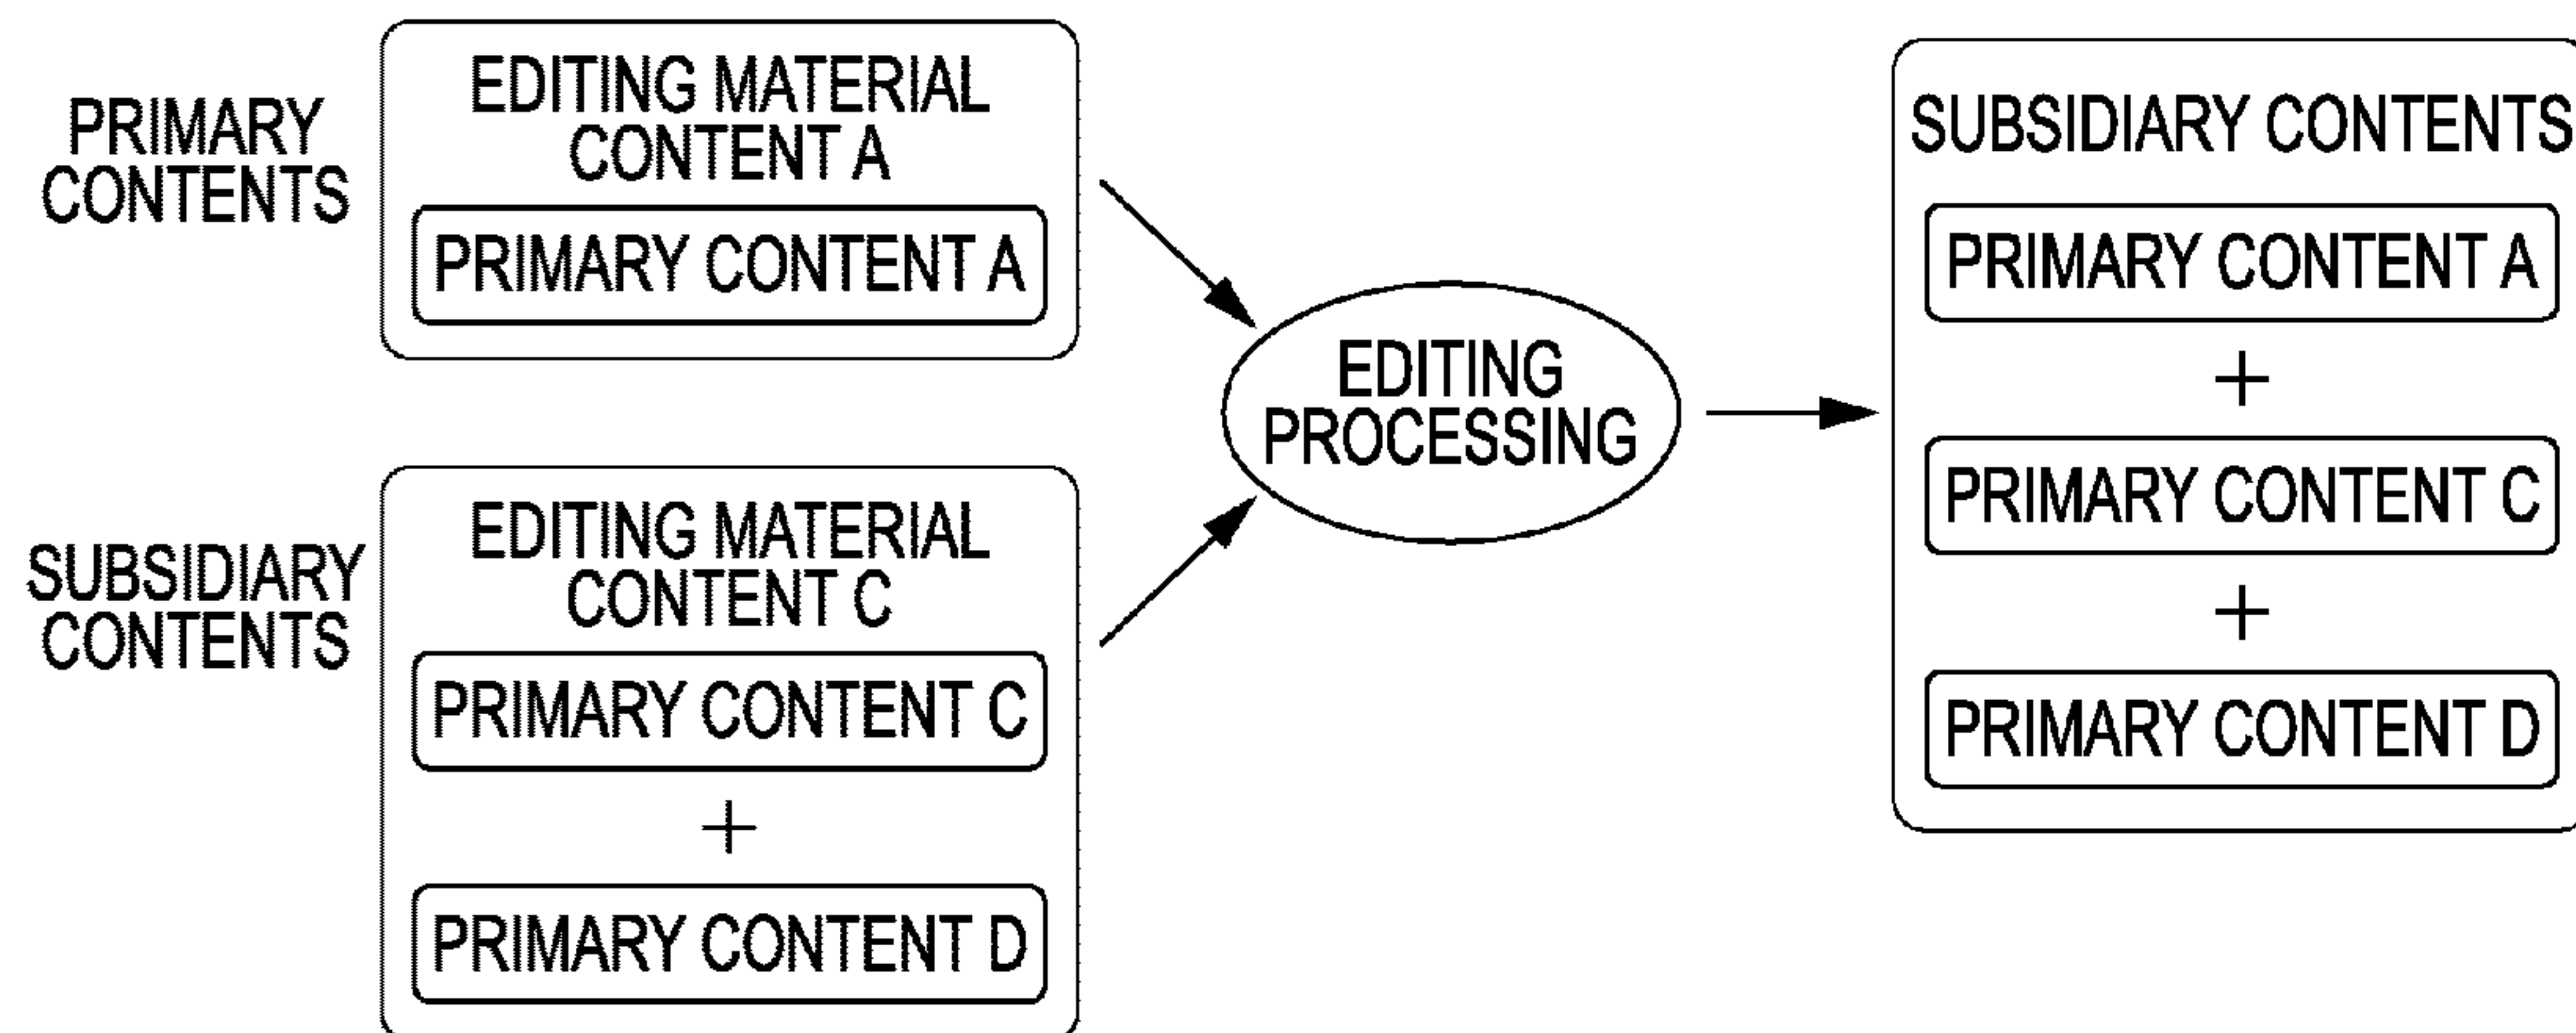 PRIMARY
CONTENTS
EDITING MATERIAL
CONTENT A
PRIMARY CONTENT A
SUBSIDIARY
CONTENTS
EDITING MATERIAL
CONTENT C
PRIMARY CONTENT C
+
PRIMARY CONTENT D
EDITING
PROCESSING
SUBSIDIARY CONTENTS
PRIMARY CONTENT A
+
PRIMARY CONTENT C
+
PRIMARY CONTENT D